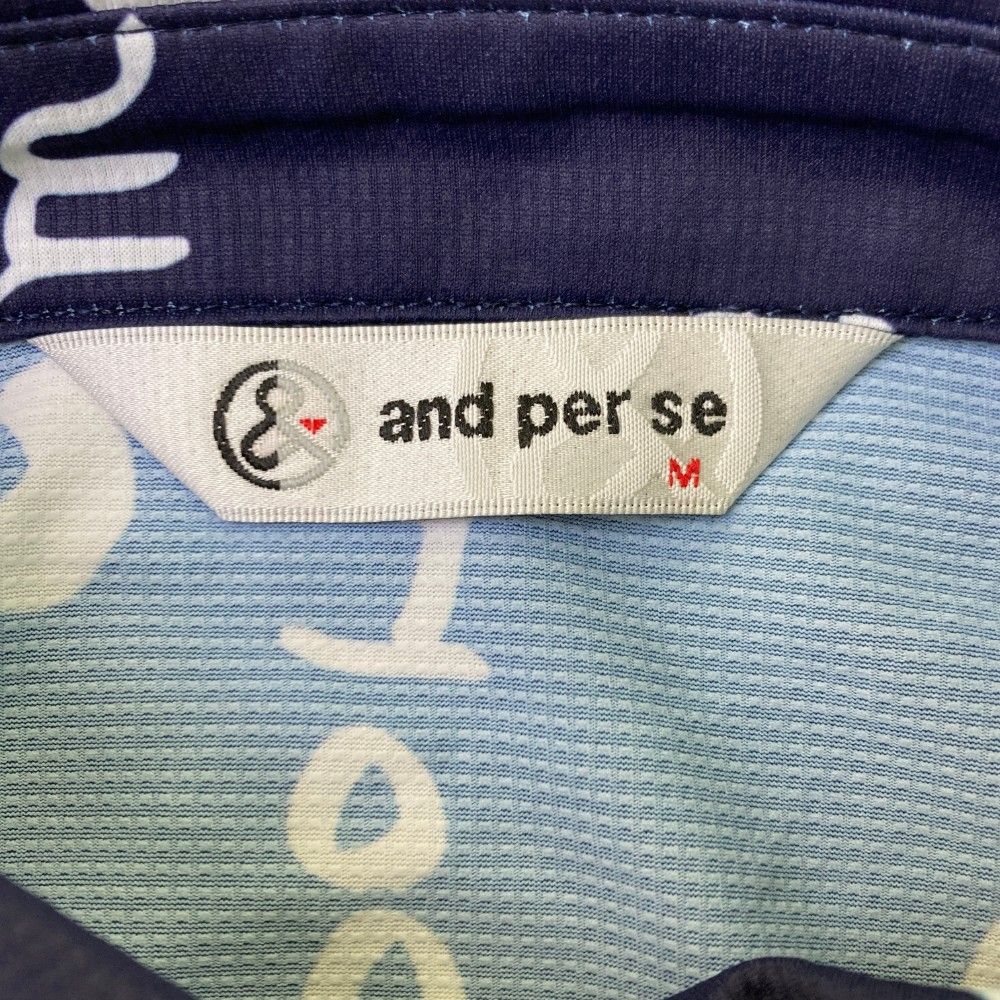 and per se
M